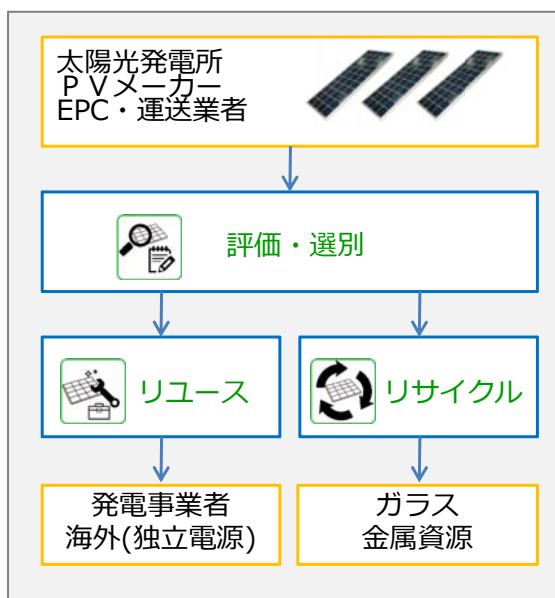 太陽光発電所
ＰＶメーカー
EPC・運送業者
評価・選別
リユース
リサイクル
発電事業者
海外(独立電源)
ガラス
金属資源